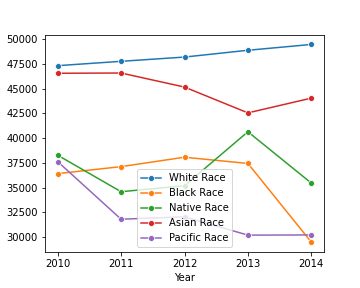 50000
47500
45000
42500
40000
37500
35000
32500
30000
White Race
Black Race
Native Race
Asian Race
Pacific Race
2010 2011 2012 2013 2014
Year